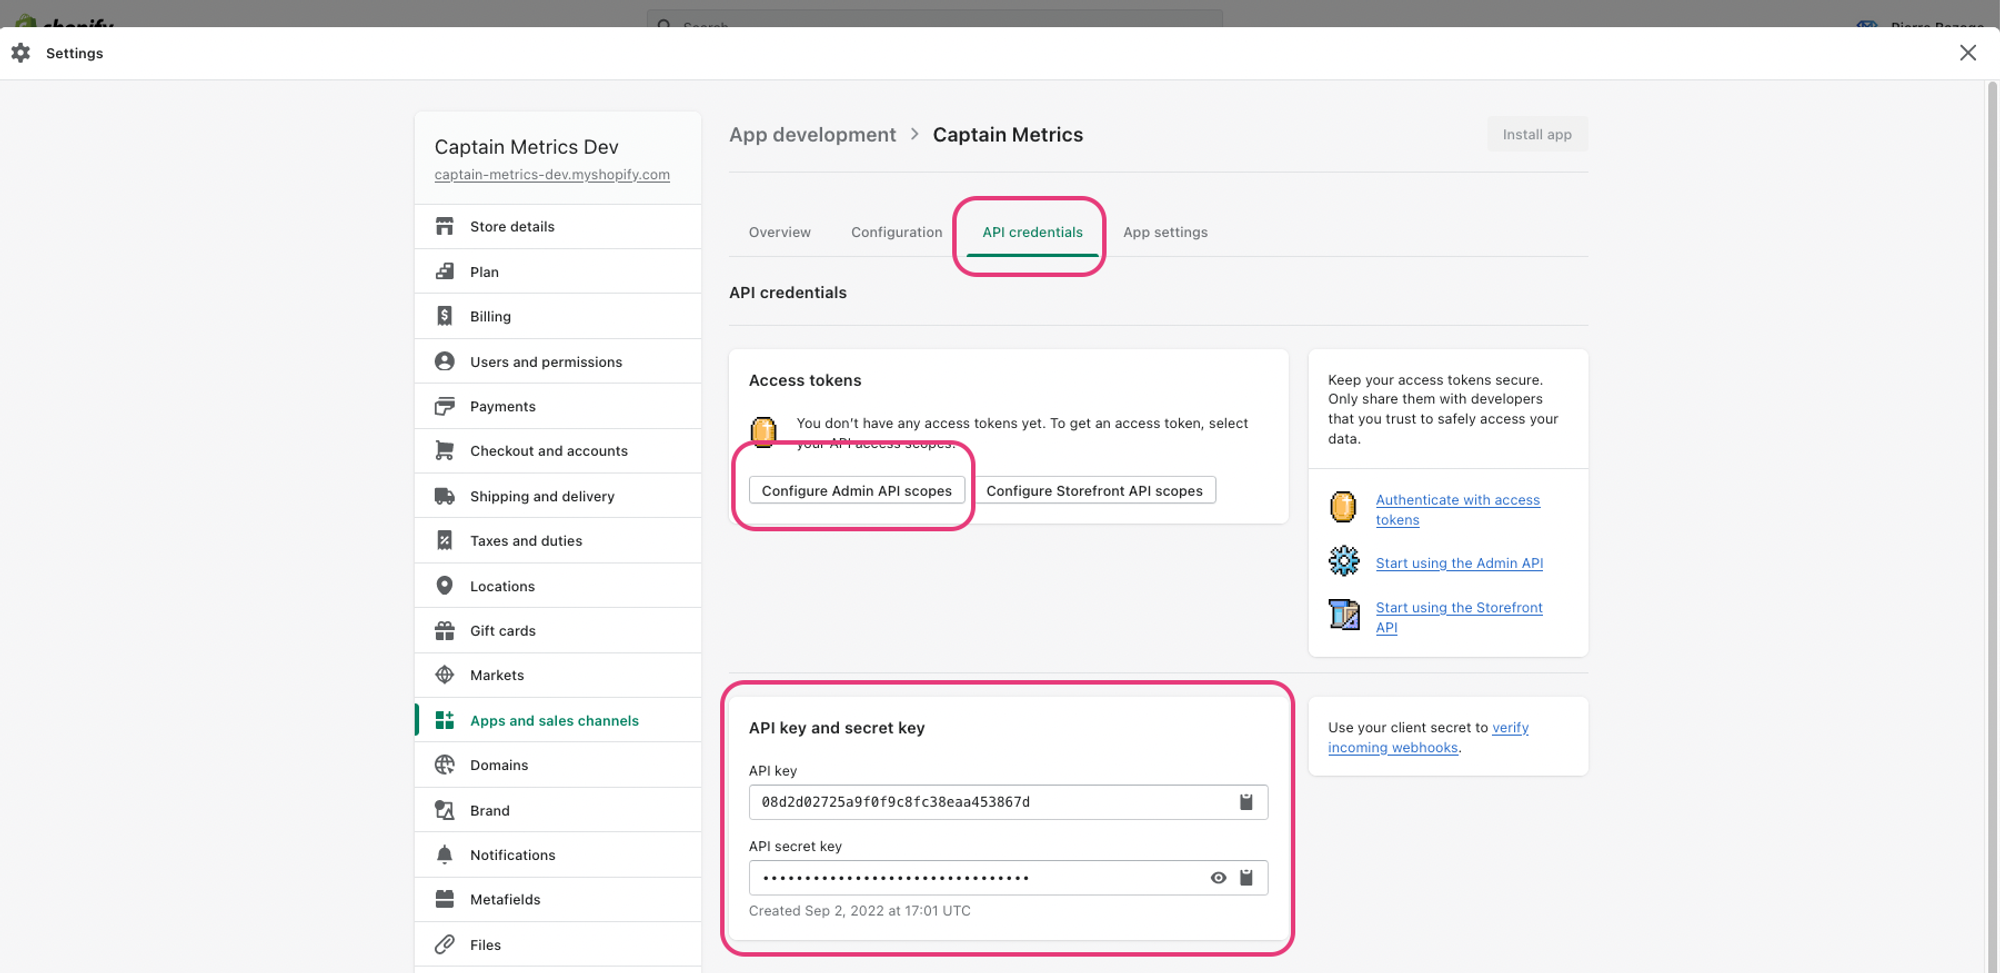 shopify
Search
Settings
Captain Metrics Dev
captain-metrics-dev.myshopify.com
Store details
Plan
Billing
Users and permissions
Payments
Checkout and accounts
Shipping and delivery
Taxes and duties
Locations
Gift cards
Markets
Apps and sales channels
Domains
Brand
Notifications
Metafields
Files
App development > Captain Metrics
Install app
Overview Configuration API credentials App settings
API credentials
Access tokens
You don't have any access tokens yet. To get an access token, select
your API access scopes.
Configure Admin API scopes Configure Storefront API scopes
Keep your access tokens secure.
Only share them with developers
that you trust to safely access your
data.
Authenticate with access
tokens
Start using the Admin API
Start using the Storefront
API
API key and secret key
API key
08d2d02725a9f0f9c8fc38eaa453867d
API secret key
••••••••••••••••••••••••••••••••
Created Sep 2, 2022 at 17:01 UTC
Use your client secret to verify
incoming webhooks.